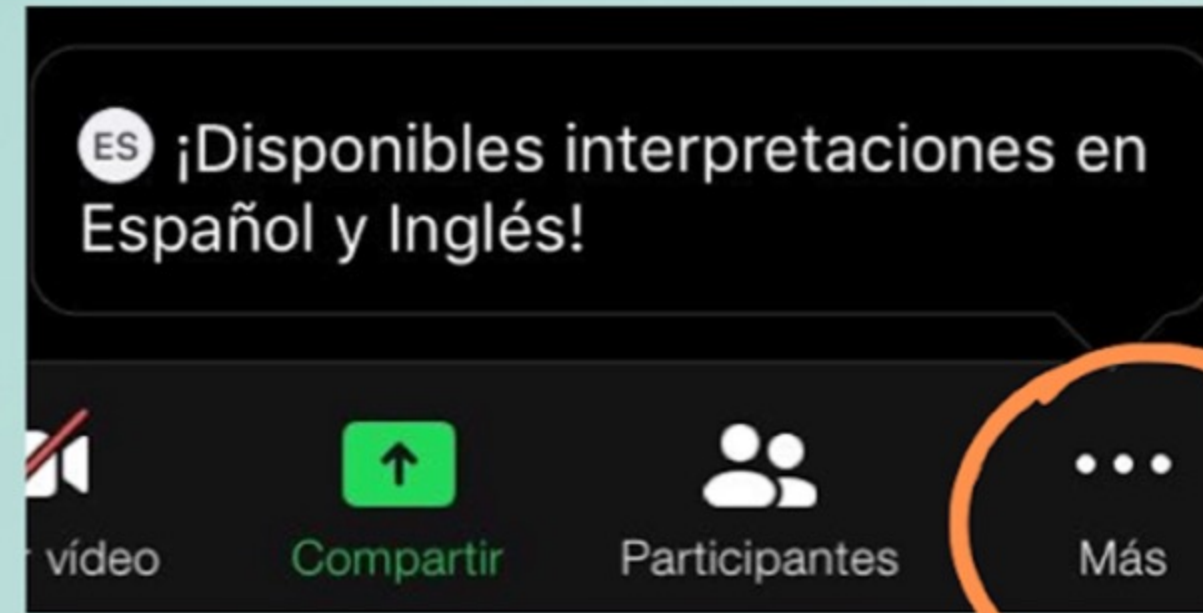 ES ¡Disponibles interpretaciones en
Español y Inglés!
vídeo Compartir Participantes Más